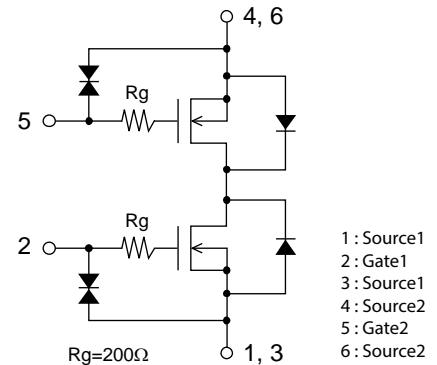 4, 6
Rg
5
Rg
2
1 : Source1
2 : Gate1
3 : Source1
4 : Source2
5 : Gate2
6 : Source2
Rg=200Ω
1, 3